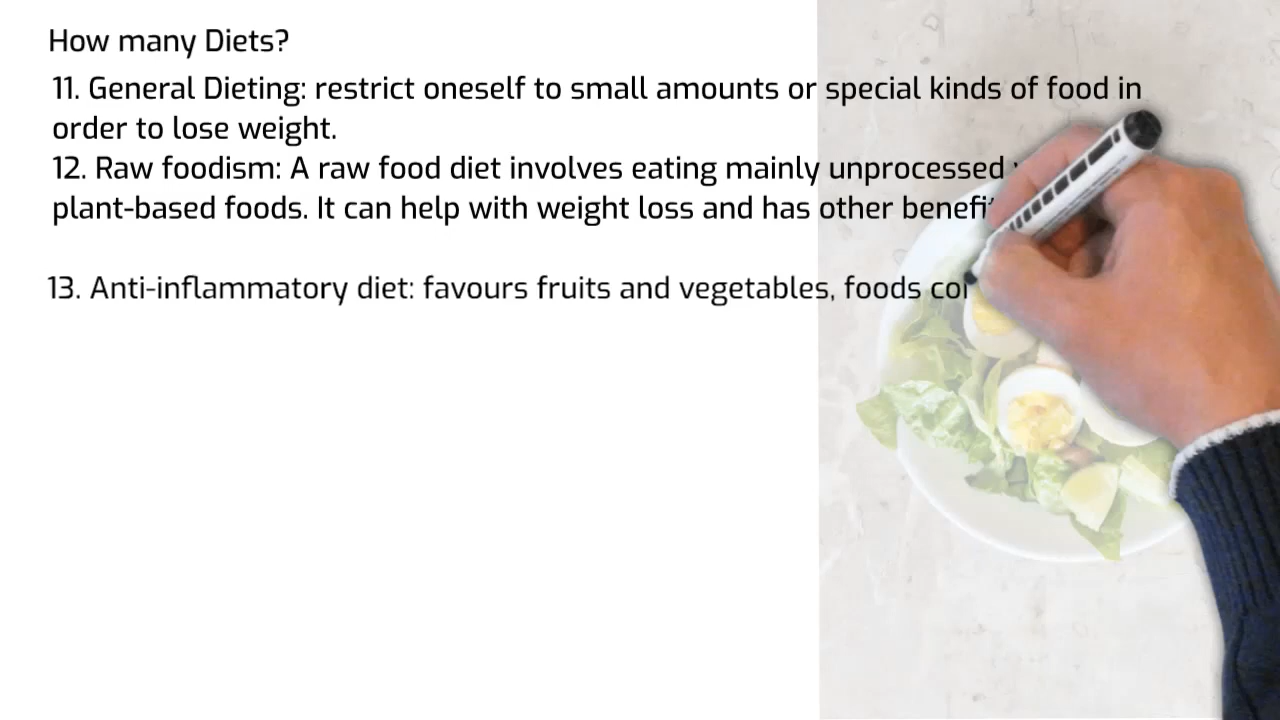 How many Diets?
11. General Dieting: restrict oneself to small amounts or special kinds of food in
order to lose weight.
12. Raw foodism: A raw food diet involves eating mainly unprocessed
plant-based foods. It can help with weight loss and has other
13. Anti-inflammatory diet: favours fruits and vegetables, foods